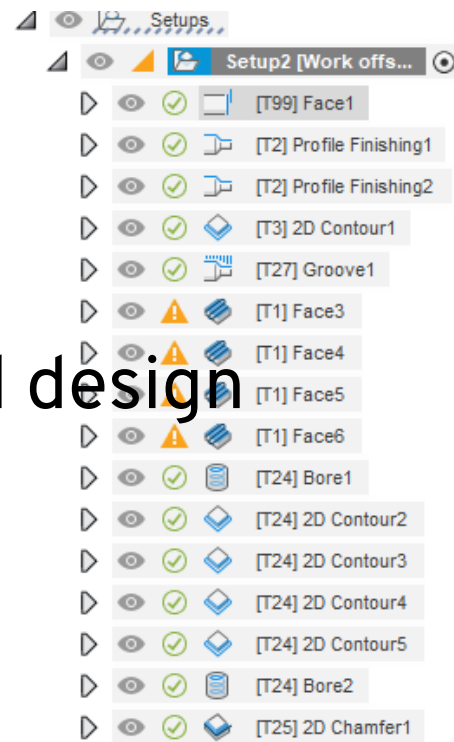 Setups
Setup2 [Work offs...
[T99] Face1
[T2] Profile Finishing1
[T2] Profile Finishing2
[T3] 2D Contour1
[T27] Groove1
[T1] Face3
[T1] Face4
design
[T1] Face5
[T1] Face6
[T24] Bore1
[T24] 2D Contour2
[T24] 2D Contour3
[T24] 2D Contour4
[T24] 2D Contour5
[T24] Bore2
[T25] 2D Chamfer1